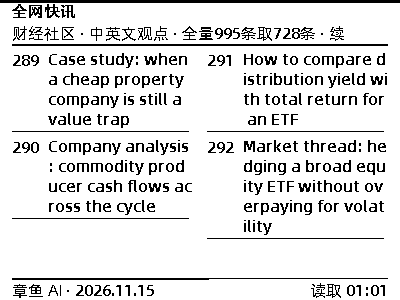 全网快讯
财经社区 · 中英文观点 · 全量995条取728条 · 续
289 Case study: when
a cheap property
company is still a
value trap
290 Company analysis
: commodity prod
ucer cash flows ac
ross the cycle
291 How to compare d
istribution yield wi
th total return for
an ETF
292 Market thread: he
dging a broad equ
ity ETF without ov
erpaying for volat
ility
章鱼 AI · 2026.11.15
读取 01:01